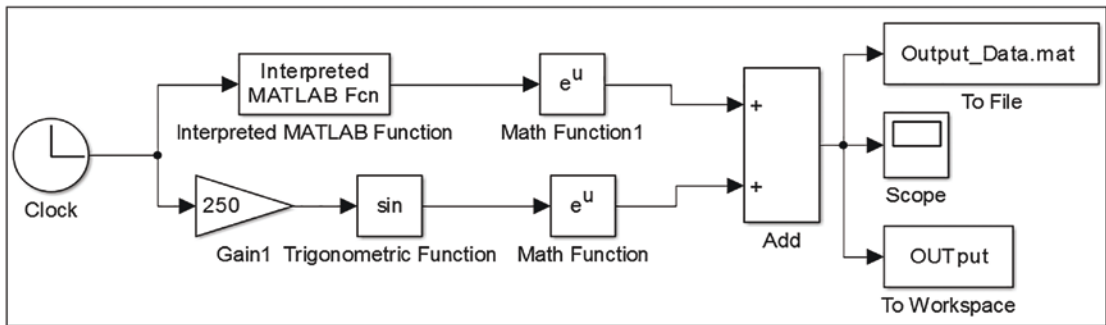 Interpreted
MATLAB Fcn
Interpreted MATLAB Function
e^u
Math Function1
Clock
250
Gain1
sin
Trigonometric Function
e^u
Math Function
+
+
Add
Output_Data.mat
To File
Scope
OUTput
To Workspace